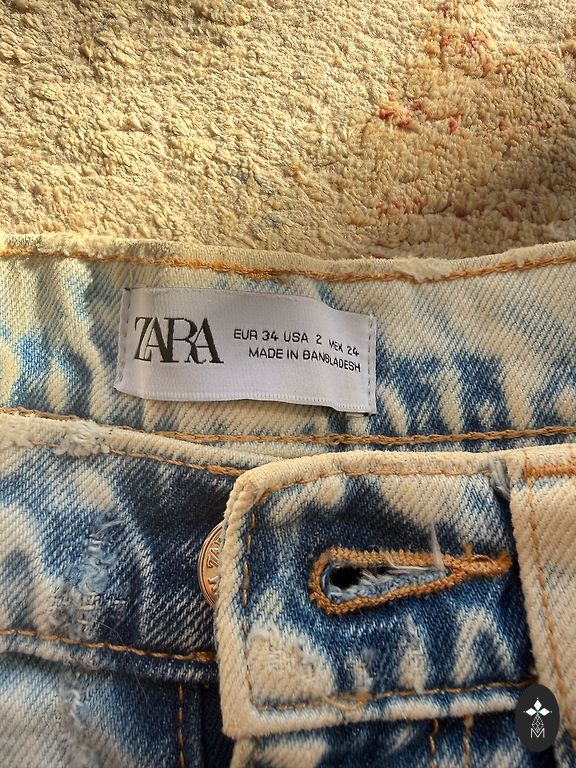 ZARA
EUR 34 USA 2 MEX 24
MADE IN BANGLADESH